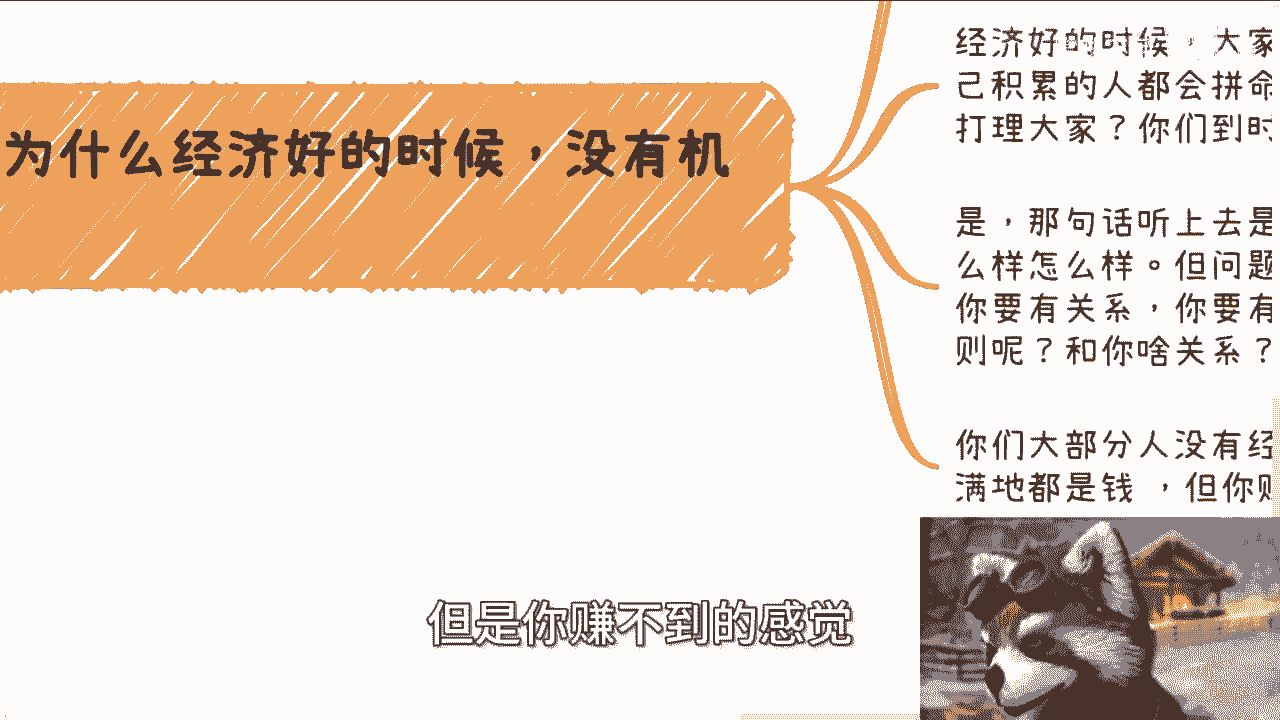 为什么经济好的时候，没有机
经济好的时候，大家
己积累的人都会拼命
打理大家？你们到时
是，那句话听上去是
么样怎么样。但问题
你要有关系，你要有
则呢？和你啥关系？
你们大部分人没有经
满地都是钱 ，但你赚
但是你赚不到的感觉